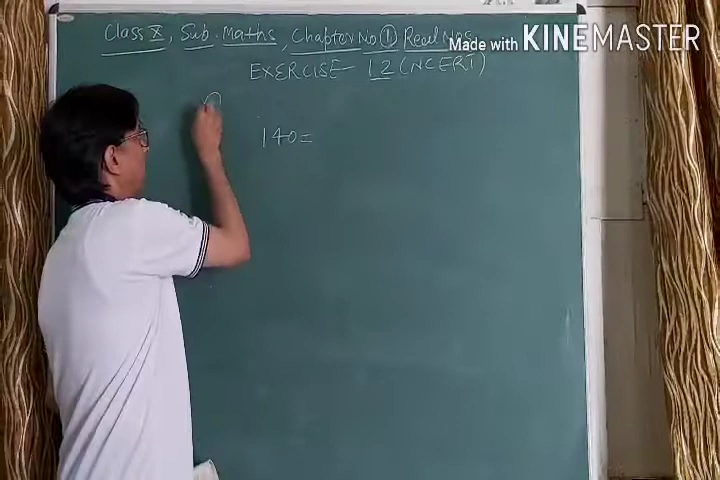 Class X, Sub. Maths, Chapter No ① Real Nos
Made with KINEMASTER
EXERCISE - 1.2 (NCERT)
140=